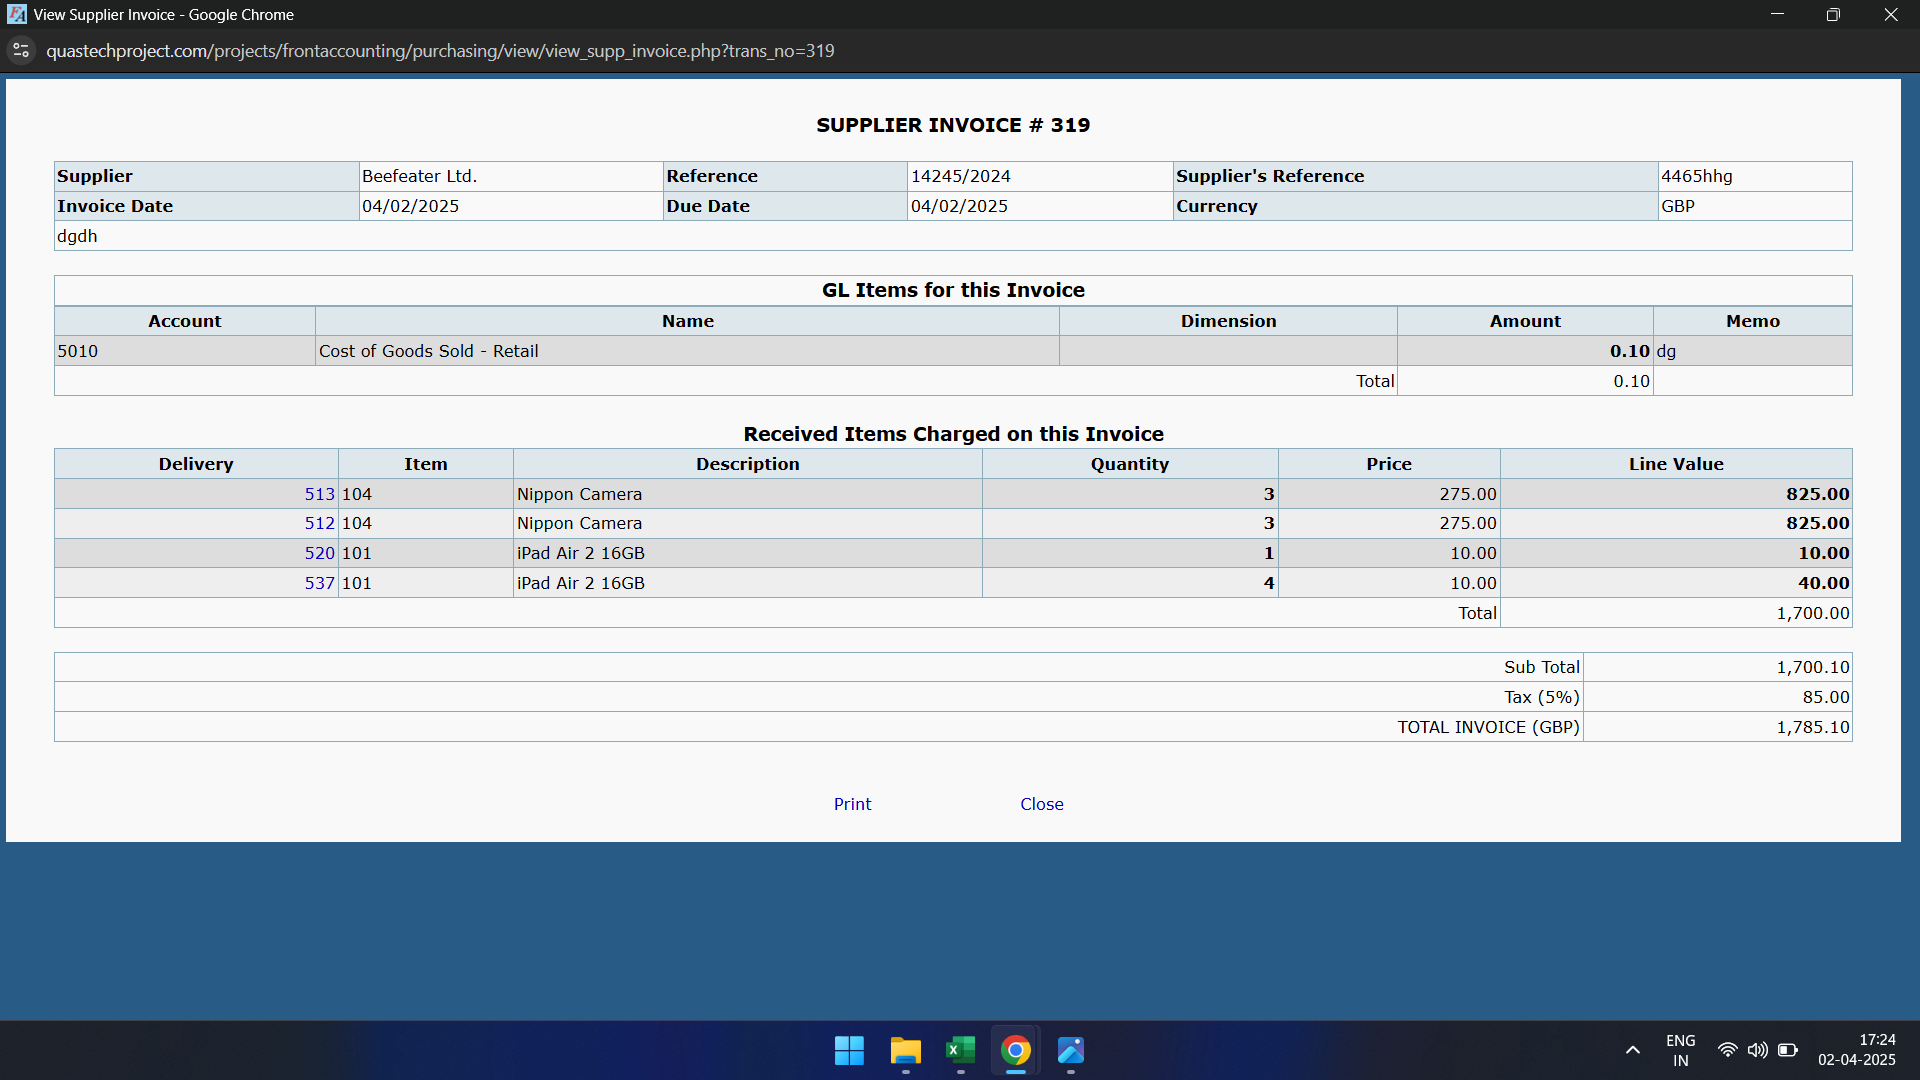 View Supplier Invoice - Google Chrome
quastechproject.com/projects/frontaccounting/purchasing/view/view_supp_invoice.php?trans_no=319
SUPPLIER INVOICE # 319
Supplier Beefeater Ltd. Reference 14245/2024 Supplier's Reference 4465hhg
Invoice Date 04/02/2025 Due Date 04/02/2025 Currency GBP
dgdh
GL Items for this Invoice
Account Name Dimension Amount Memo
5010 Cost of Goods Sold - Retail 0.10 dg
Total 0.10
Received Items Charged on this Invoice
Delivery Item Description Quantity Price Line Value
513 104 Nippon Camera 3 275.00 825.00
512 104 Nippon Camera 3 275.00 825.00
520 101 iPad Air 2 16GB 1 10.00 10.00
537 101 iPad Air 2 16GB 4 10.00 40.00
Total 1,700.00
Sub Total 1,700.10
Tax (5%) 85.00
TOTAL INVOICE (GBP) 1,785.10
Print Close
ENG 17:24
IN 02-04-2025